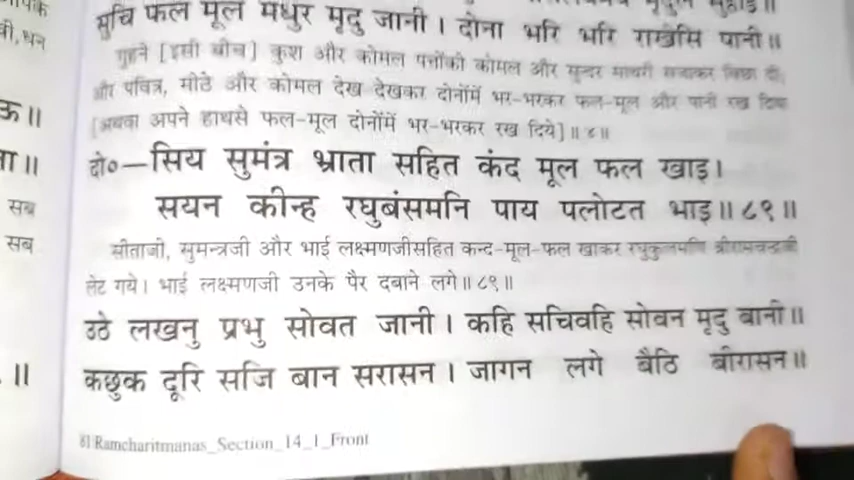 सुचि फल मूल मधुर मृदु जानी। दोना भरि भरि राखेसि पानी॥
गुहने [इसी बीच] कुश और कोमल पत्तोंकी कोमल और सुन्दर साथरी सजाकर बिछा दी;
और पवित्र, मीठे और कोमल देख देखकर दोनोंमें भर-भरकर फल-मूल और पानी रख दिया
[अथवा अपने हाथसे फल-मूल दोनोंमें भर-भरकर रख दिये]॥ ४॥
दो०—सिय सुमंत्र भ्राता सहित कंद मूल फल खाइ।
सयन कीन्ह रघुबंसमनि पाय पलोटत भाइ॥ ८९॥
सीताजी, सुमन्त्रजी और भाई लक्ष्मणजीसहित कन्द-मूल-फल खाकर रघुकुलमणि श्रीरामचन्द्रजी
लेट गये। भाई लक्ष्मणजी उनके पैर दबाने लगे॥ ८९॥
उठे लखनु प्रभु सोवत जानी। कहि सचिवहि सोवन मृदु बानी॥
कछुक दूरि सजि बान सरासन। जागन लगे बैठि बीरासन॥
81 Ramcharitmanas_Section_14_1_Front
ऊ॥
ता॥
सब
सब
॥